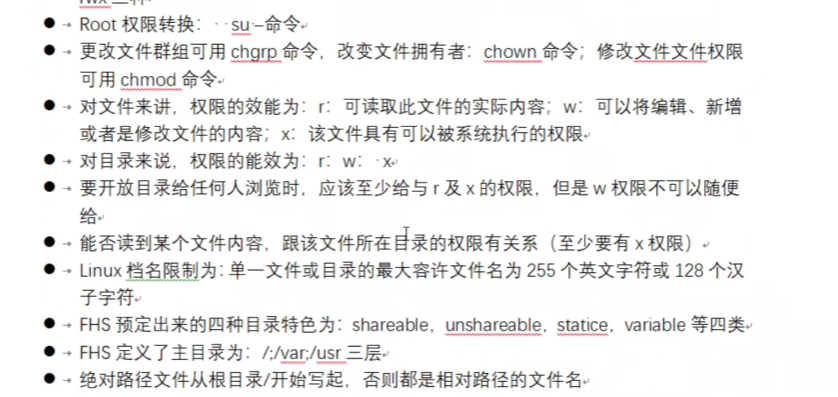 rwx 三种
● Root 权限转换： su –命令
● 更改文件群组可用 chgrp 命令，改变文件拥有者：chown 命令；修改文件文件权限
可用 chmod 命令
● 对文件来讲，权限的效能为：r：可读取此文件的实际内容；w：可以将编辑、新增
或者是修改文件的内容；x：该文件具有可以被系统执行的权限
● 对目录来说，权限的能效为：r：w： x
● 要开放目录给任何人浏览时，应该至少给与 r 及 x 的权限，但是 w 权限不可以随便
给
● 能否读到某个文件内容，跟该文件所在目录的权限有关系（至少要有 x 权限）
● Linux 档名限制为: 单一文件或目录的最大容许文件名为 255 个英文字符或 128 个汉
子字符
● FHS 预定出来的四种目录特色为：shareable，unshareable，statice，variable 等四类
● FHS 定义了主目录为：/;/var;/usr 三层
● 绝对路径文件从根目录/开始写起，否则都是相对路径的文件名